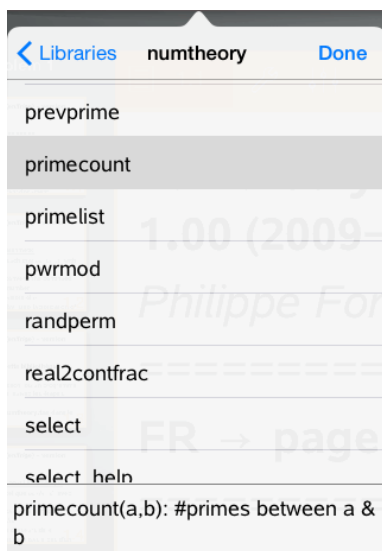 Libraries numtheory Done
prevprime
primecount
primelist
1.00 (2009–
pwrmod
Philippe For
randperm
real2contfrac
select
FR → page
select_help
primecount(a,b): #primes between a &
b